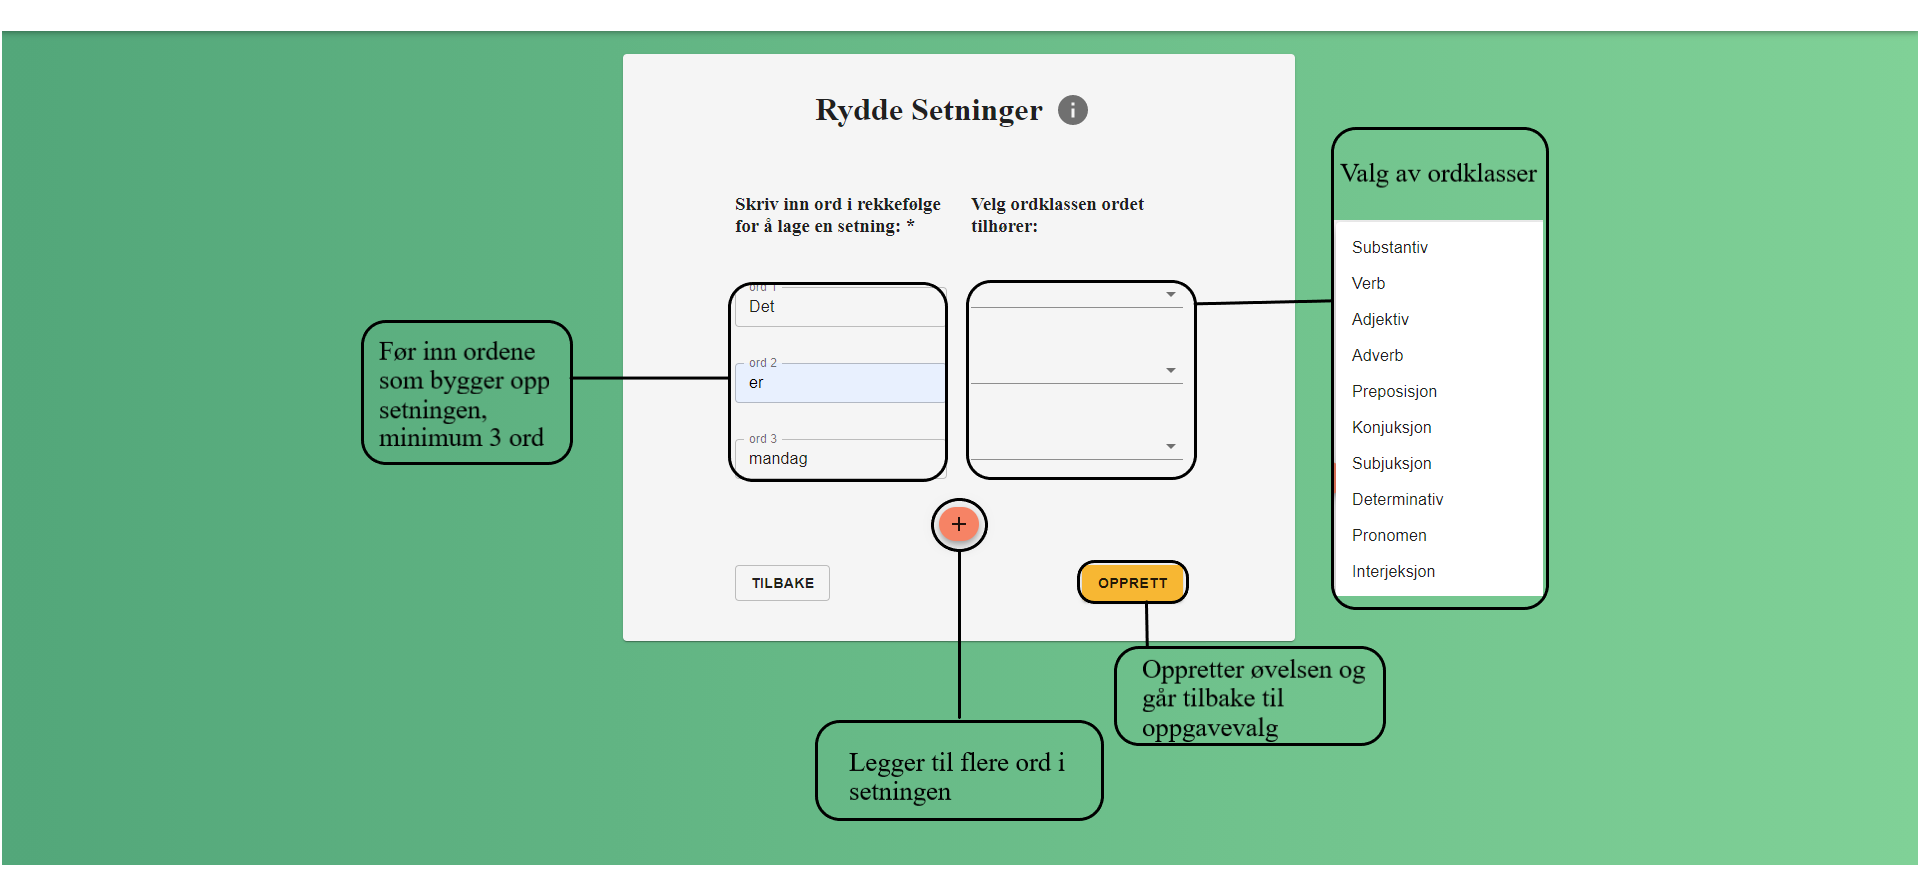 Rydde Setninger
Skriv inn ord i rekkefølge
for å lage en setning: *
Velg ordklassen ordet
tilhører:
ord 1
Det
ord 2
er
ord 3
mandag
TILBAKE
OPPRETT
Før inn ordene
som bygger opp
setningen,
minimum 3 ord
Valg av ordklasser
Substantiv
Verb
Adjektiv
Adverb
Preposisjon
Konjuksjon
Subjuksjon
Determinativ
Pronomen
Interjeksjon
Oppretter øvelsen og
går tilbake til
oppgavevalg
Legger til flere ord i
setningen